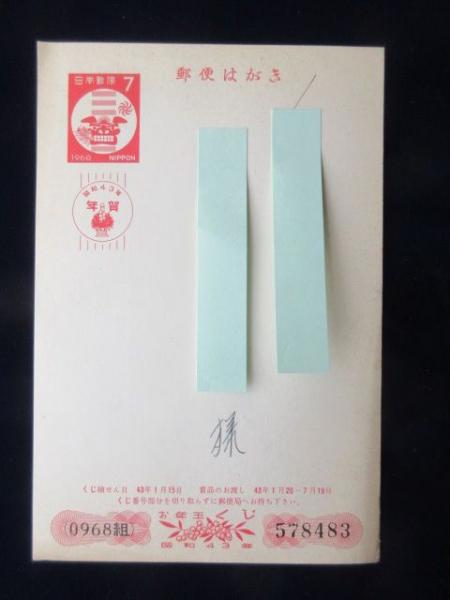 郵便はがき
日本郵便 7
1968 NIPPON
昭和43年
年賀
様
くじ抽せん日 43年1月15日 賞品のお渡し 43年1月20-7月19日
くじ番号部分を切り取らずに郵便局へお持ち下さい。
お年玉くじ
(0968組)
578483
昭和43年